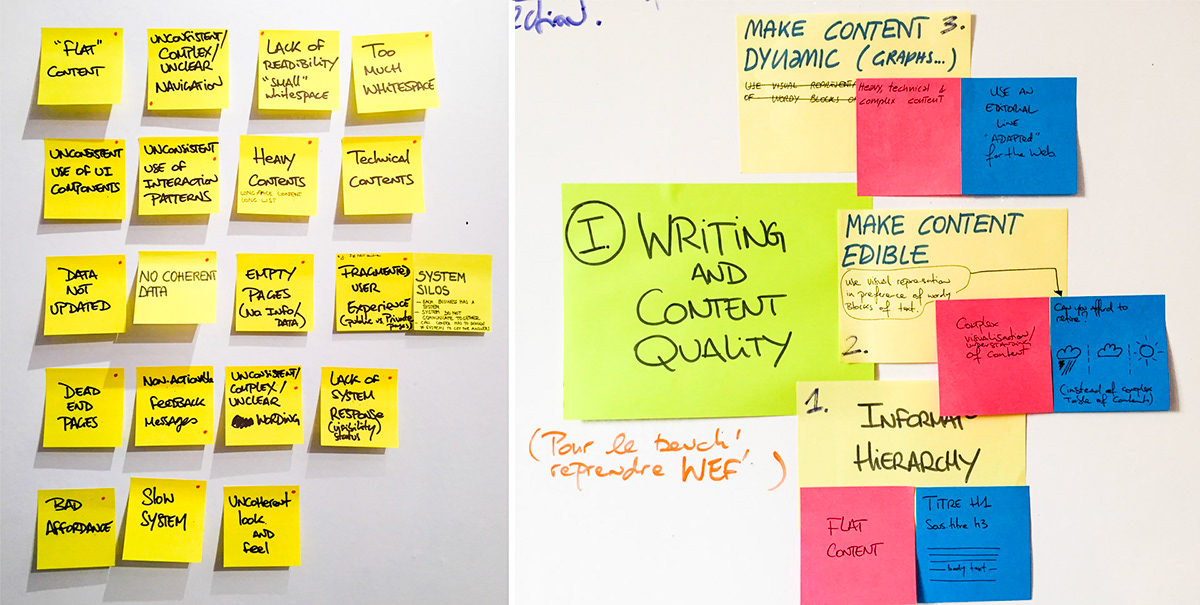 "FLAT"
CONTENT
UNCONSISTENT/
COMPLEX/
UNCLEAR
NAVIGATION
LACK OF
READIBILITY
"SMALL"
WHITESPACE
TOO
MUCH
WHITESPACE
UNCONSISTENT
USE OF UI
COMPONENTS
UNCONSISTENT
USE OF
INTERACTION
PATTERNS
HEAVY
CONTENTS
LONG PAGE CONTENT
LONG LIST
Technical
CONTENTS
DATA
NOT
UPDATED
NO COHERENT
DATA
EMPTY
PAGES
(NO INFO/
DATA)
FRAGMENTED
USER
EXPERIENCE
(public vs Private
pages)
SYSTEM
SILOS
- EACH BUSINESS HAS A
SYSTEM
- SYSTEM DO NOT
COMMUNICATE TO OTHER
DEAD
END
PAGES
NON-ACTIONABLE
FEEDBACK
Messages
UNCONSISTENT/
COMPLEX/
UNCLEAR
WORDING
LACK OF
SYSTEM
RESPONSE
(visibility)
status
BAD
AFFORDANCE
Slow
SYSTEM
UNCOHERENT
look
AND
feel
ction.
MAKE CONTENT 3.
DYNAMIC (GRAPHS...)
USE VISUAL
OF WORDY BLOCKS OF
Heavy, technical &
complex content
USE AN
EDITORIAL
LINE
"ADAPTED"
for the Web
I. WRITING
AND
CONTENT
QUALITY
MAKE CONTENT
EDIBLE
Use visual represation
in preference of wordy
Blocks of text.
2.
Complex
visualisation/
understanding
of content
Can you afford to
retire?
(instead of complex
Table of contents)
1.
INFORMAT
HIERARCHY
(Pour le bench'
reprendre WEF'.)
FLAT
CONTENT
TITRE H1
Sous titre h3
body text